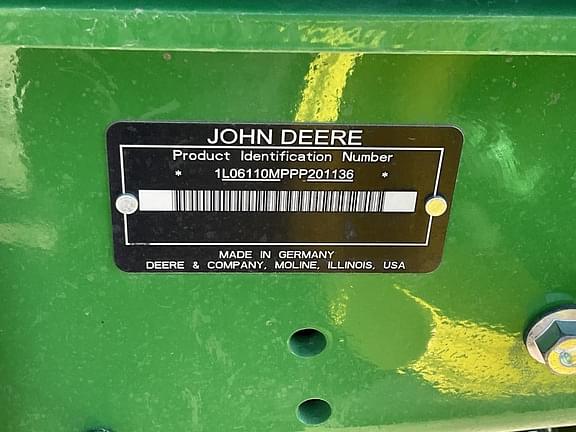 JOHN DEERE
Product Identification Number
* 1L06110MPPP201136 *
MADE IN GERMANY
DEERE & COMPANY, MOLINE, ILLINOIS, USA